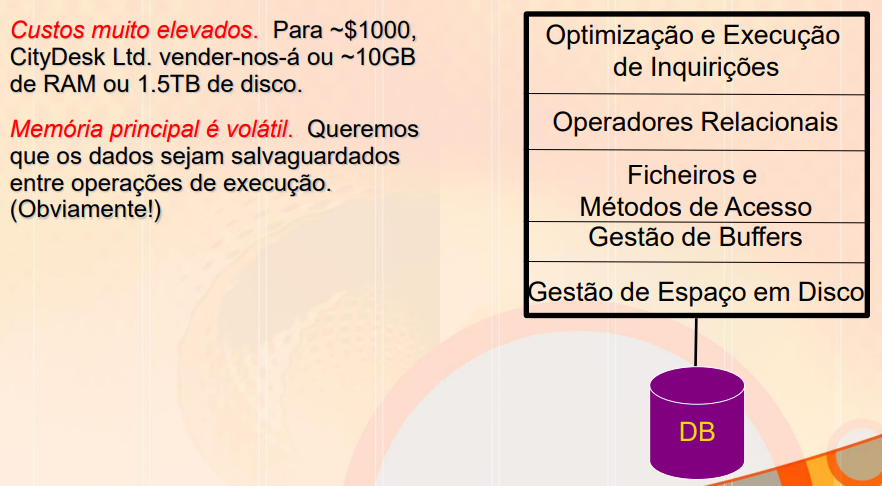 Custos muito elevados. Para ~$1000,
CityDesk Ltd. vender-nos-á ou ~10GB
de RAM ou 1.5TB de disco.
Memória principal é volátil. Queremos
que os dados sejam salvaguardados
entre operações de execução.
(Obviamente!)
Optimização e Execução
de Inquirições
Operadores Relacionais
Ficheiros e
Métodos de Acesso
Gestão de Buffers
Gestão de Espaço em Disco
DB